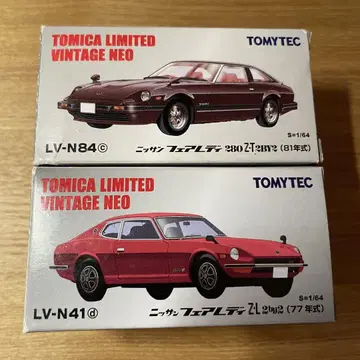 TOMICA LIMITED
VINTAGE NEO
TOMYTEC
S=1/64
LV-N84ⓒ
ニッサン フェアレディ 280Z-T 2BY2 (81年式)
TOMICA LIMITED
VINTAGE NEO
TOMYTEC
S=1/64
LV-N41ⓓ
ニッサン フェアレディ Z-L 2by2 (77年式)